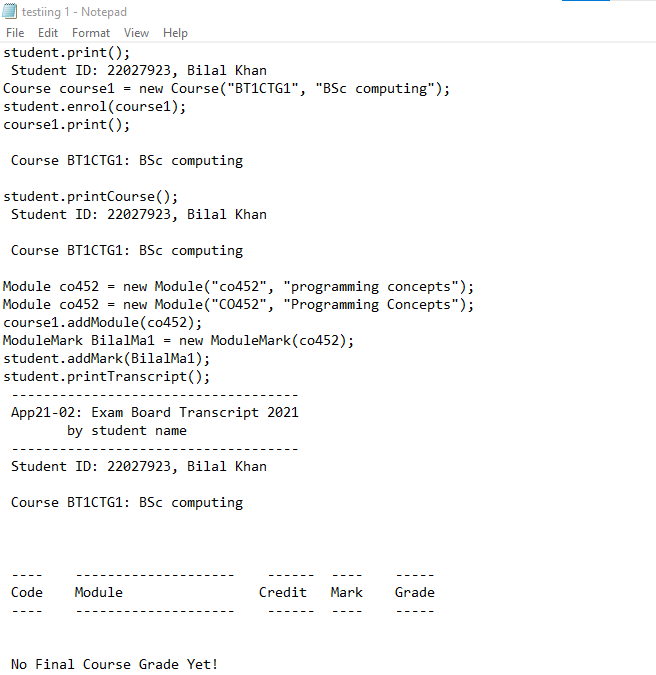 testiing 1 - Notepad
File Edit Format View Help
student.print();
Student ID: 22027923, Bilal Khan
Course course1 = new Course("BT1CTG1", "BSc computing");
student.enrol(course1);
course1.print();
Course BT1CTG1: BSc computing
student.printCourse();
Student ID: 22027923, Bilal Khan
Course BT1CTG1: BSc computing
Module co452 = new Module("co452", "programming concepts");
Module co452 = new Module("CO452", "Programming Concepts");
course1.addModule(co452);
ModuleMark BilalMa1 = new ModuleMark(co452);
student.addMark(BilalMa1);
student.printTranscript();
------------------------------------
App21-02: Exam Board Transcript 2021
by student name
------------------------------------
Student ID: 22027923, Bilal Khan
Course BT1CTG1: BSc computing
---- -------------------- ------ ---- -----
Code Module Credit Mark Grade
---- -------------------- ------ ---- -----
No Final Course Grade Yet!